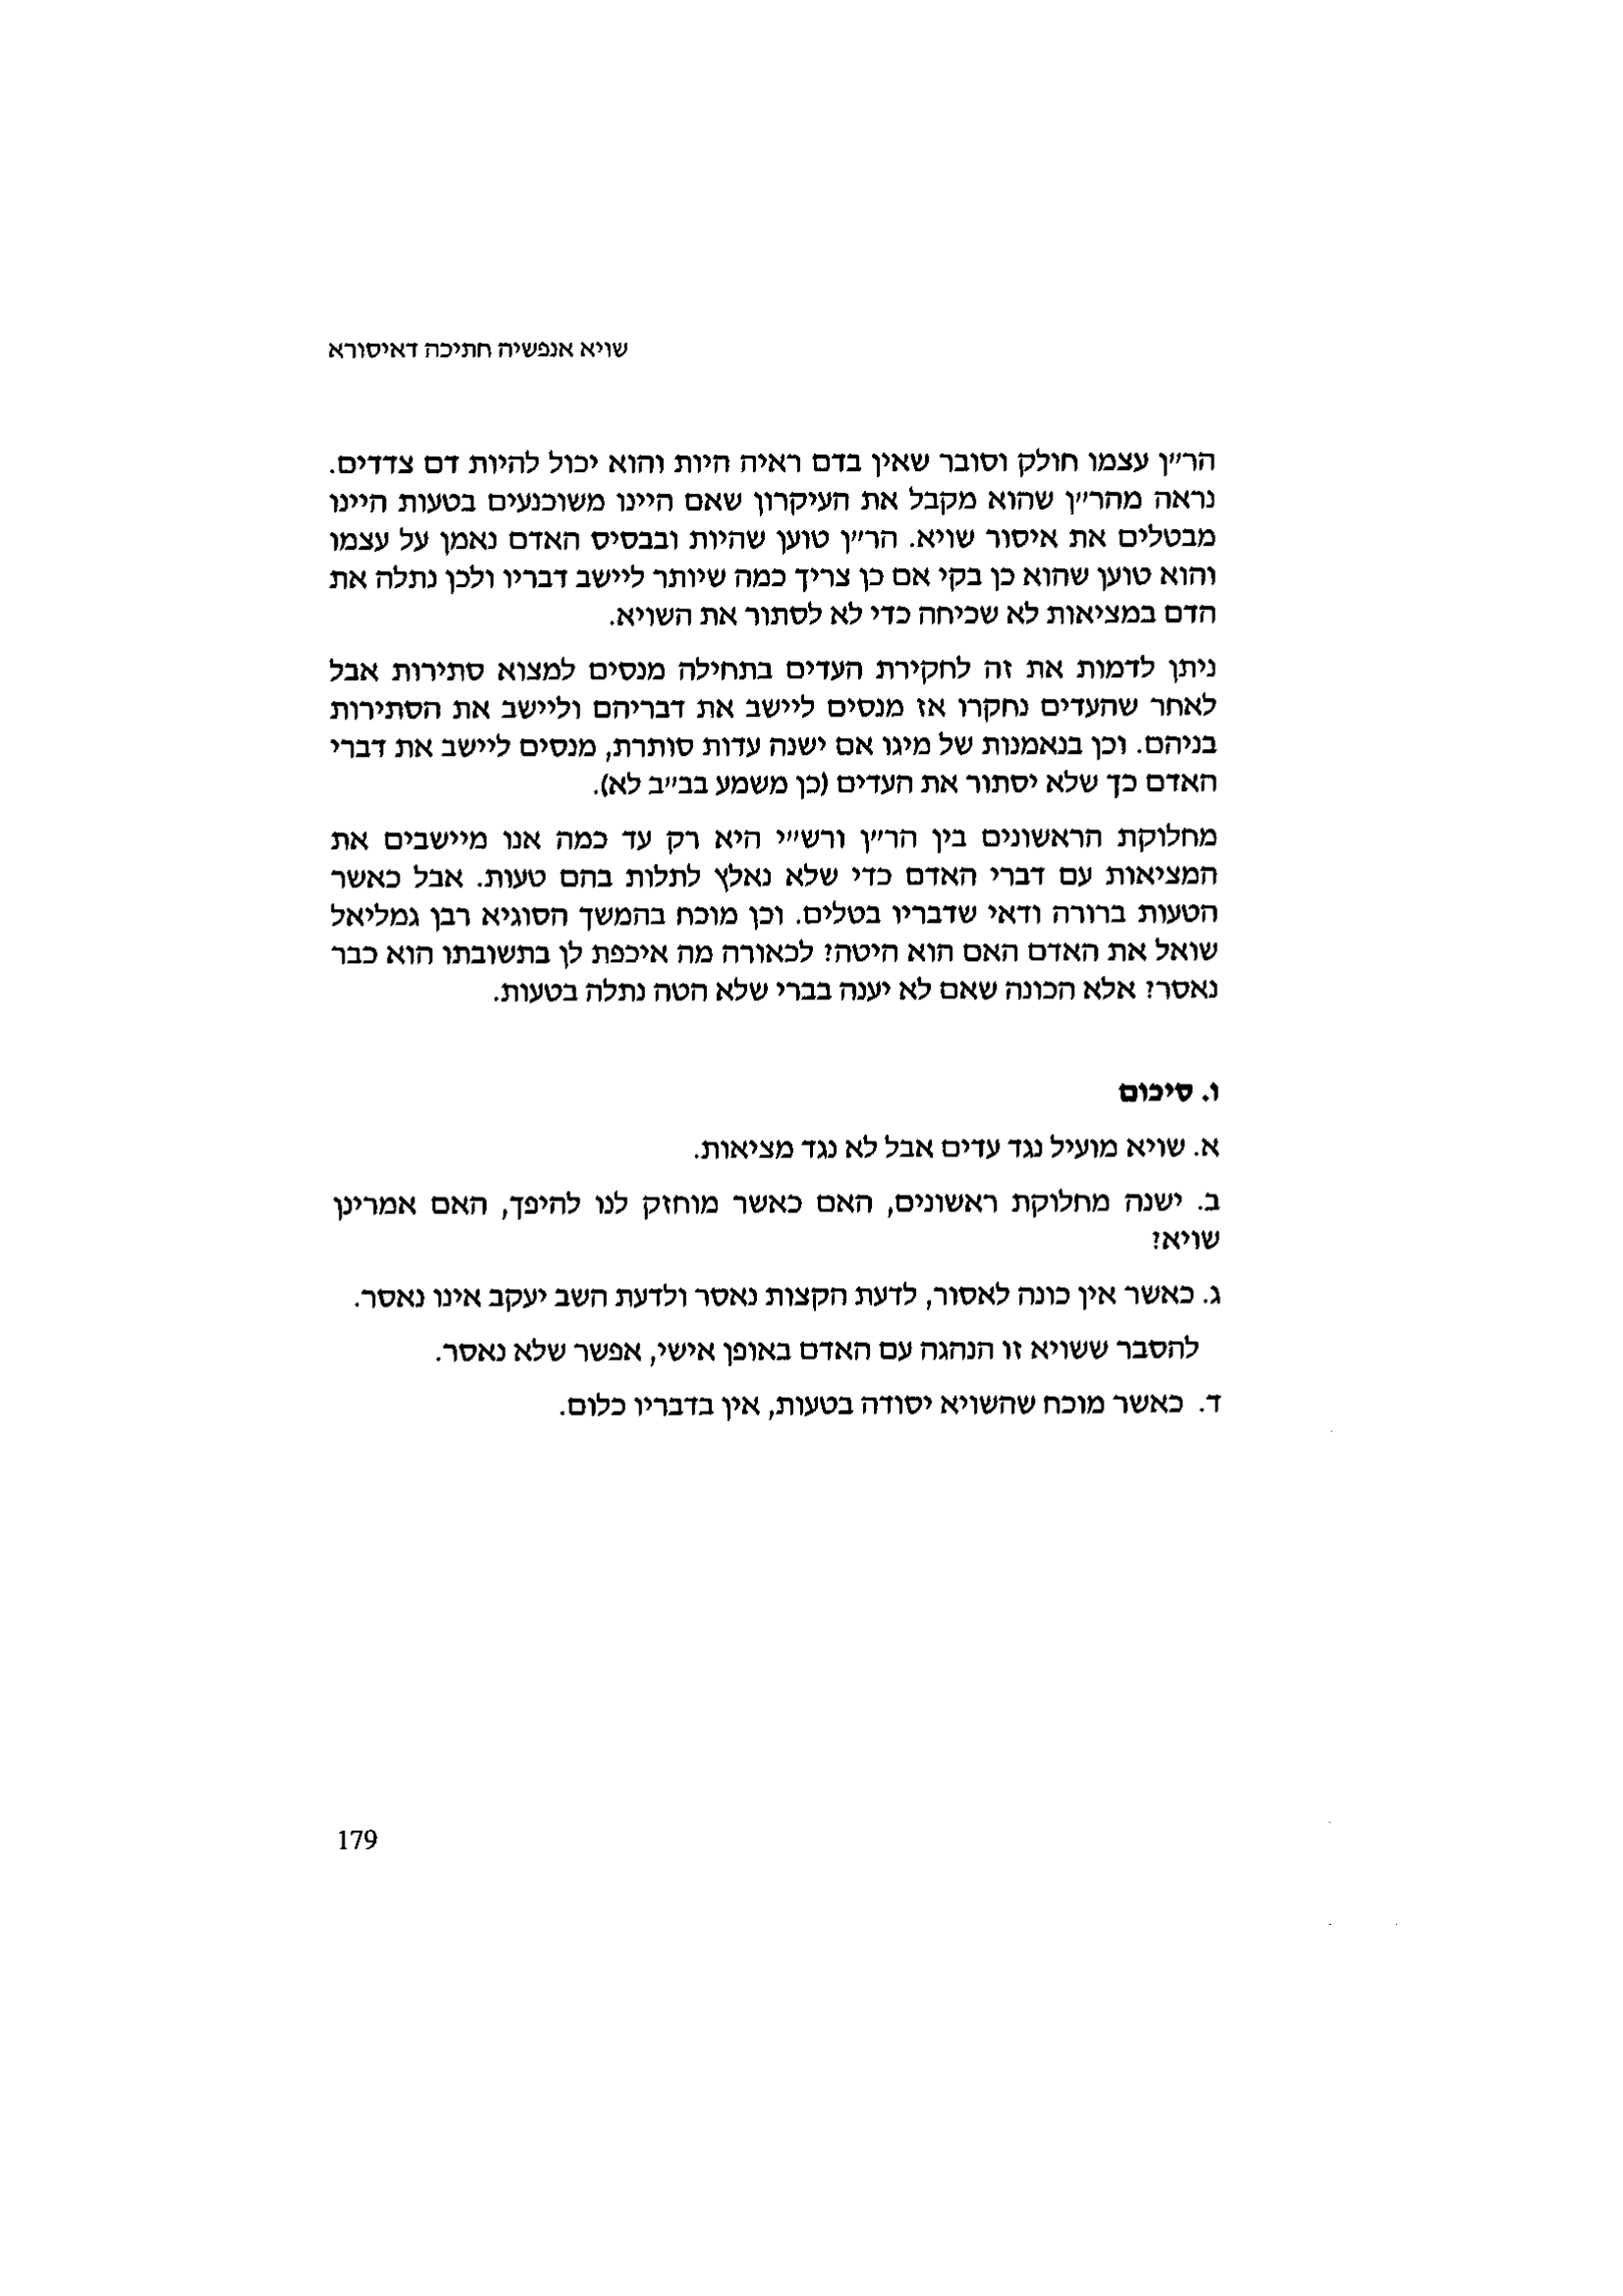 שויא אנפשיה חתיכה דאיסורא
הר״ן עצמו חולק וסובר שאין בדם ראיה היות והוא יכול להיות דם צדדים.
נראה מהר״ן שהוא מקבל את העיקרון שאם היינו משוכנעים בטעות היינו
מבטלים את איסור שויא. הר״ן טוען שהיות ובבסיס האדם נאמן על עצמו
והוא טוען שהוא כן בקי אם כן צריך כמה שיותר ליישב דבריו ולכן נתלה את
הדם במציאות לא שכיחה כדי לא לסתור את השויא.
ניתן לדמות את זה לחקירת העדים בתחילה מנסים למצוא סתירות אבל
לאחר שהעדים נחקרו אז מנסים ליישב את דבריהם וליישב את הסתירות
בניהם. וכן בנאמנות של מיגו אם ישנה עדות סותרת, מנסים ליישב את דברי
האדם כך שלא יסתור את העדים (כן משמע בב״ב לא).
מחלוקת הראשונים בין הר״ן ורש״י היא רק עד כמה אנו מיישבים את
המציאות עם דברי האדם כדי שלא נאלץ לתלות בהם טעות. אבל כאשר
הטעות ברורה ודאי שדבריו בטלים. וכן מוכח בהמשך הסוגיא רבן גמליאל
שואל את האדם האם הוא היטה? לכאורה מה איכפת לן בתשובתו הוא כבר
נאסר? אלא הכונה שאם לא יענה בברי שלא הטה נתלה בטעות.
ו. סיכום
א. שויא מועיל נגד עדים אבל לא נגד מציאות.
ב. ישנה מחלוקת ראשונים, האם כאשר מוחזק לנו להיפך, האם אמרינן
שויא?
ג. כאשר אין כונה לאסור, לדעת הקצות נאסר ולדעת השב יעקב אינו נאסר.
להסבר ששויא זו הנהגה עם האדם באופן אישי, אפשר שלא נאסר.
ד. כאשר מוכח שהשויא יסודה בטעות, אין בדבריו כלום.
179